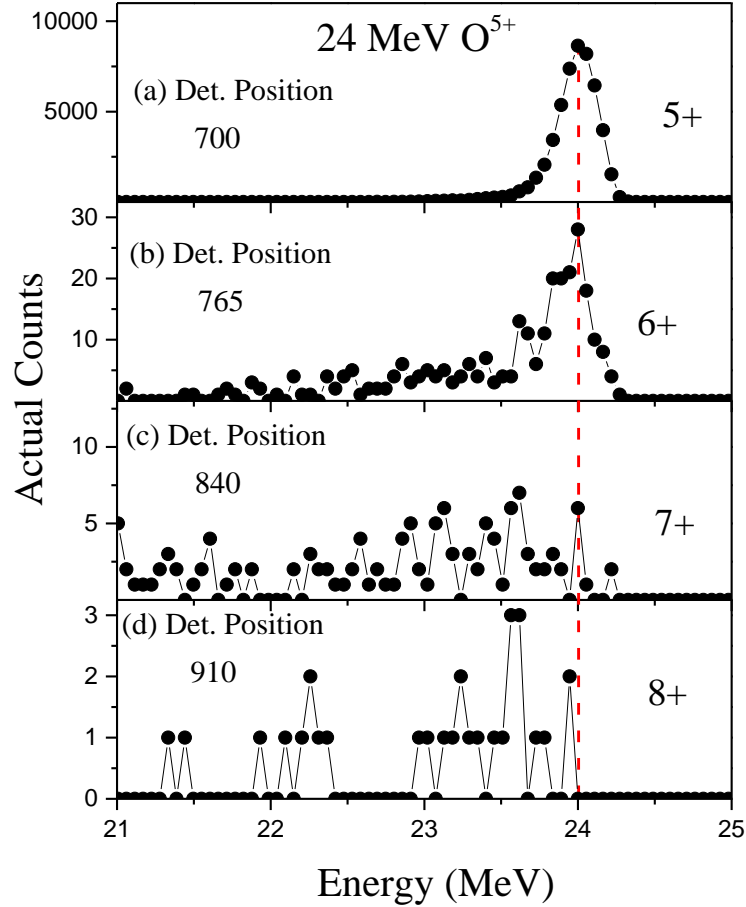 24 MeV O5+
10000
5000
(a) Det. Position
700
5+
30
20
10
(b) Det. Position
765
6+
Actual Counts
10
5
0
(c) Det. Position
840
7+
3
2
1
0
(d) Det. Position
910
8+
21 22 23 24 25
Energy (MeV)